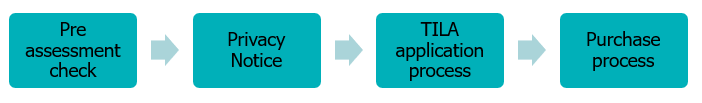 Pre
assessment
check
Privacy
Notice
TILA
application
process
Purchase
process